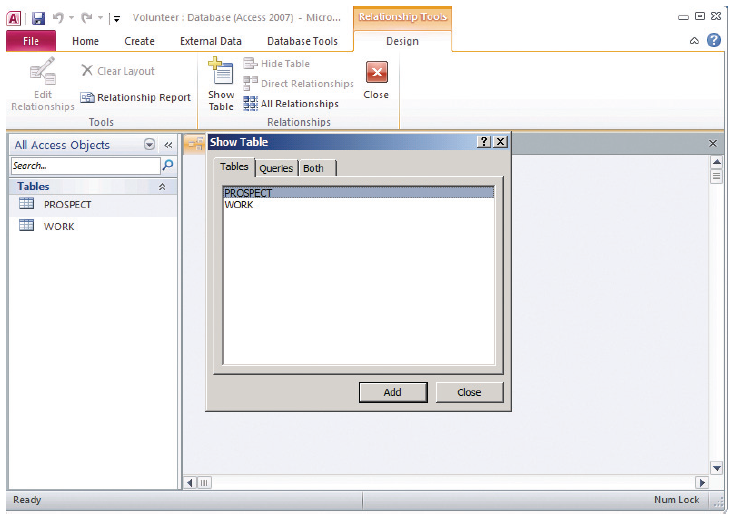 Volunteer : Database (Access 2007) - Micro...
Relationship Tools
File Home Create External Data Database Tools Design
Edit Relationships
Clear Layout
Relationship Report
Tools
Show Table
Hide Table
Direct Relationships
All Relationships
Close
Relationships
All Access Objects
Search...
Tables
PROSPECT
WORK
Show Table
Tables Queries Both
PROSPECT
WORK
Add Close
Ready Num Lock